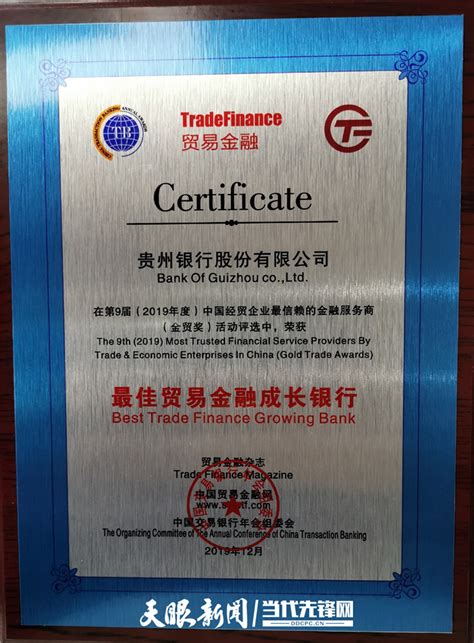 TB
TradeFinance
贸易金融
Certificate
贵州银行股份有限公司
Bank Of Guizhou co.,Ltd.
在第9届（2019年度）中国经贸企业最信赖的金融服务商
（金贸奖）活动评选中，荣获
The 9th (2019) Most Trusted Financial Service Providers By
Trade & Economic Enterprises In China (Gold Trade Awards)
最佳贸易金融成长银行
Best Trade Finance Growing Bank
贸易金融杂志
Trade Finance Magazine
中国贸易金融网
中国交易银行年会组委会
The Organizing Committee of The Annual Conference of China Transaction Banking
2019年12月
天眼新闻 当代先锋网
DDCPC.CN